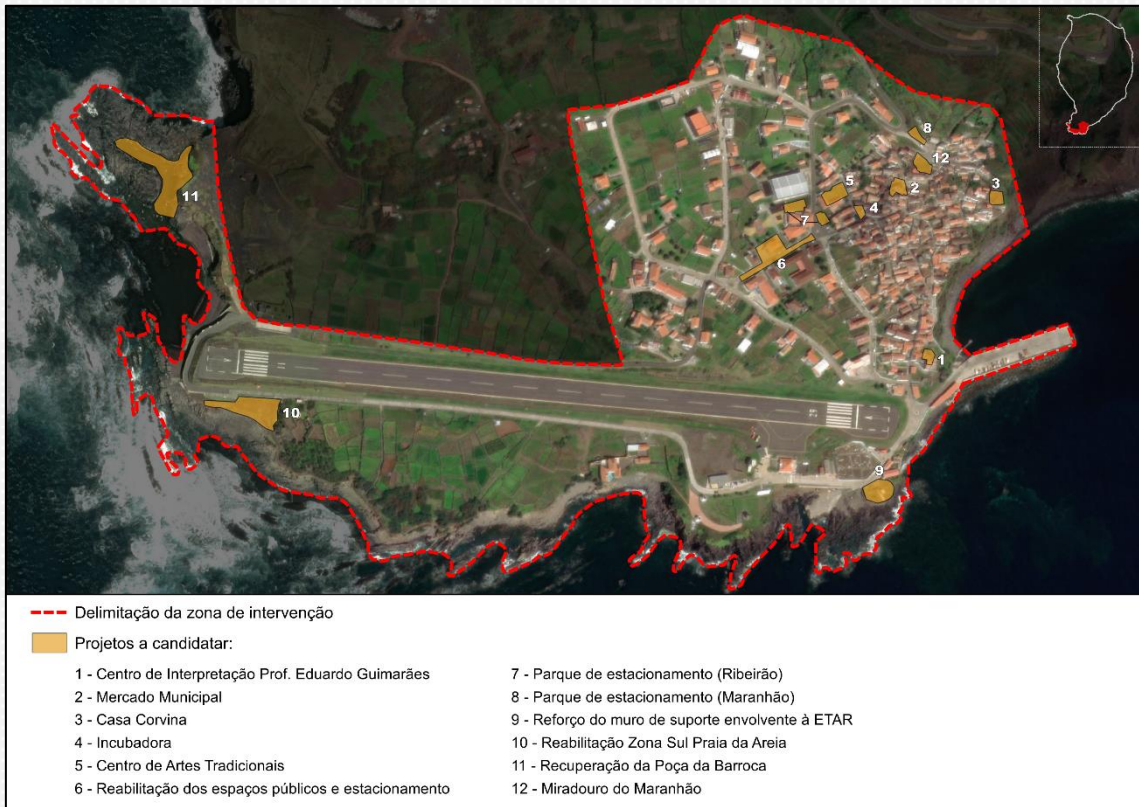 8
12
5
2
3
4
11
7
6
1
10
9
Delimitação da zona de intervenção
Projetos a candidatar:
1 - Centro de Interpretação Prof. Eduardo Guimarães
2 - Mercado Municipal
3 - Casa Corvina
4 - Incubadora
5 - Centro de Artes Tradicionais
6 - Reabilitação dos espaços públicos e estacionamento
7 - Parque de estacionamento (Ribeirão)
8 - Parque de estacionamento (Maranhão)
9 - Reforço do muro de suporte envolvente à ETAR
10 - Reabilitação Zona Sul Praia da Areia
11 - Recuperação da Poça da Barroca
12 - Miradouro do Maranhão